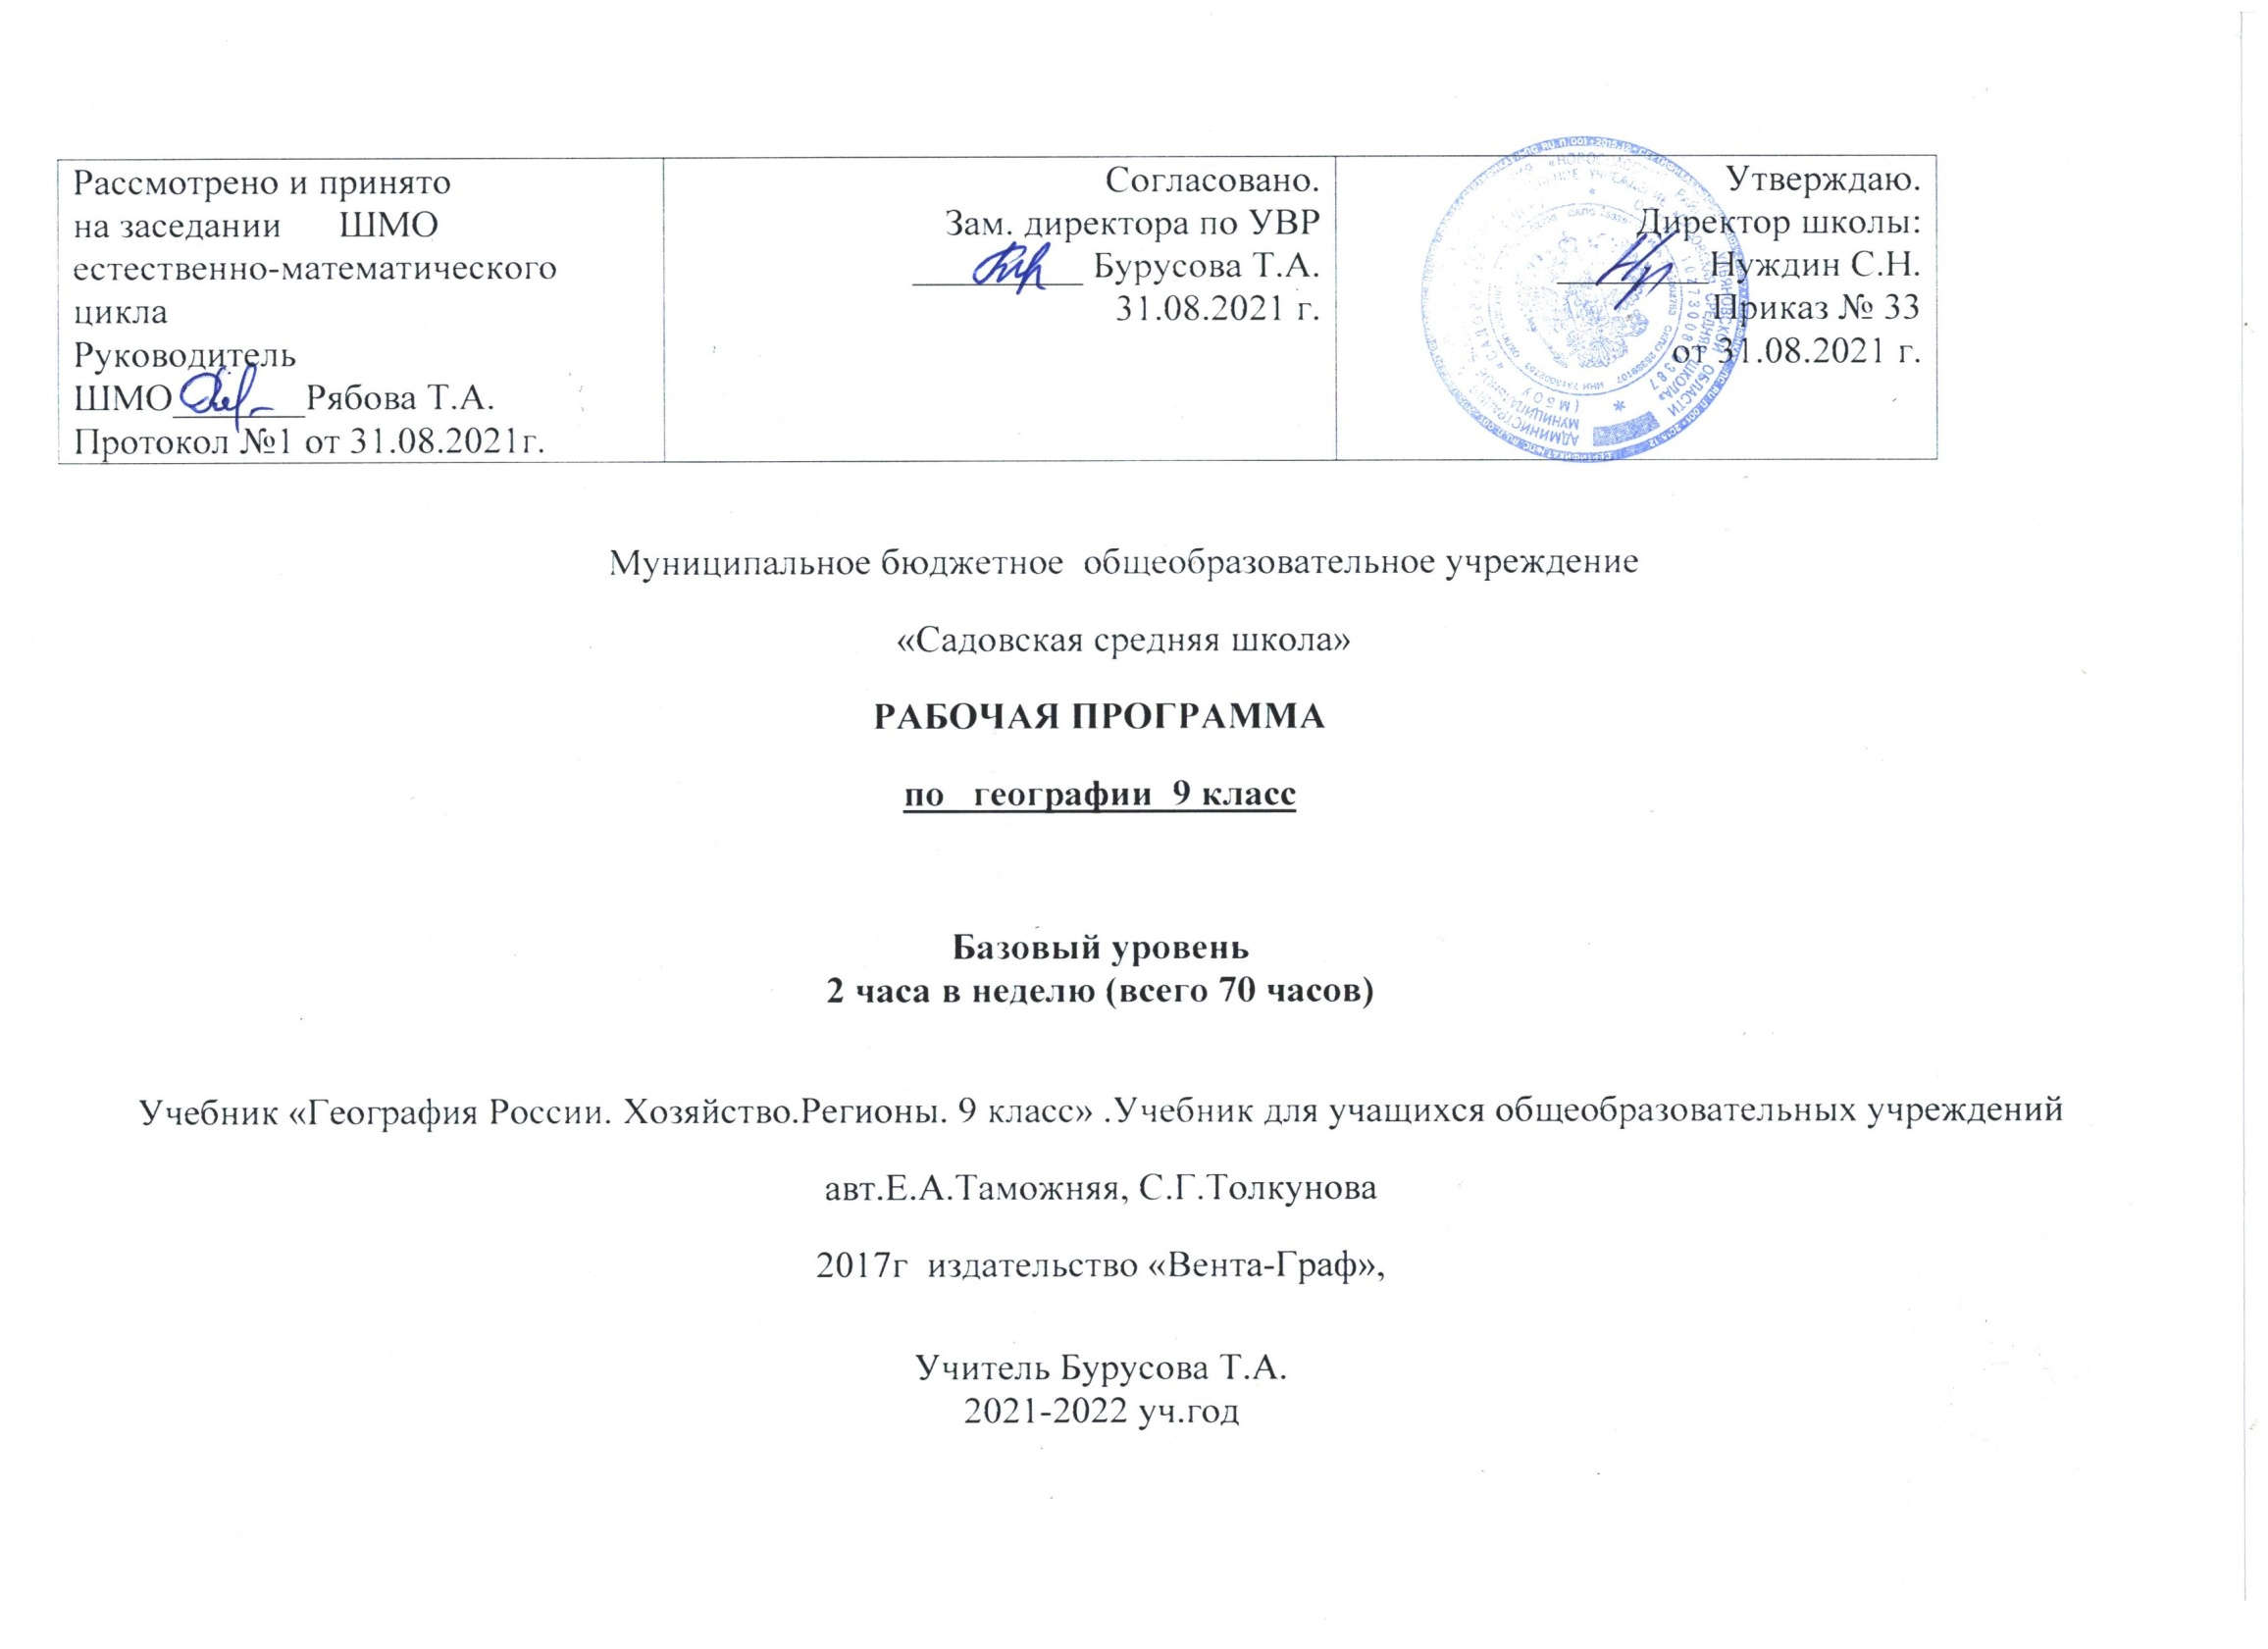 Рассмотрено и принято
на заседании ШМО
естественно-математического
цикла
Руководитель
ШМО_______Рябова Т.А.
Протокол №1 от 31.08.2021г.
Согласовано.
Зам. директора по УВР
_________ Бурусова Т.А.
31.08.2021 г.
Утверждаю.
Директор школы:
________Нуждин С.Н.
Приказ № 33
от 31.08.2021 г.
Муниципальное бюджетное общеобразовательное учреждение
«Садовская средняя школа»
РАБОЧАЯ ПРОГРАММА
по географии 9 класс
Базовый уровень
2 часа в неделю (всего 70 часов)
Учебник «География России. Хозяйство.Регионы. 9 класс» .Учебник для учащихся общеобразовательных учреждений
авт.Е.А.Таможняя, С.Г.Толкунова
2017г издательство «Вента-Граф»,
Учитель Бурусова Т.А.
2021-2022 уч.год